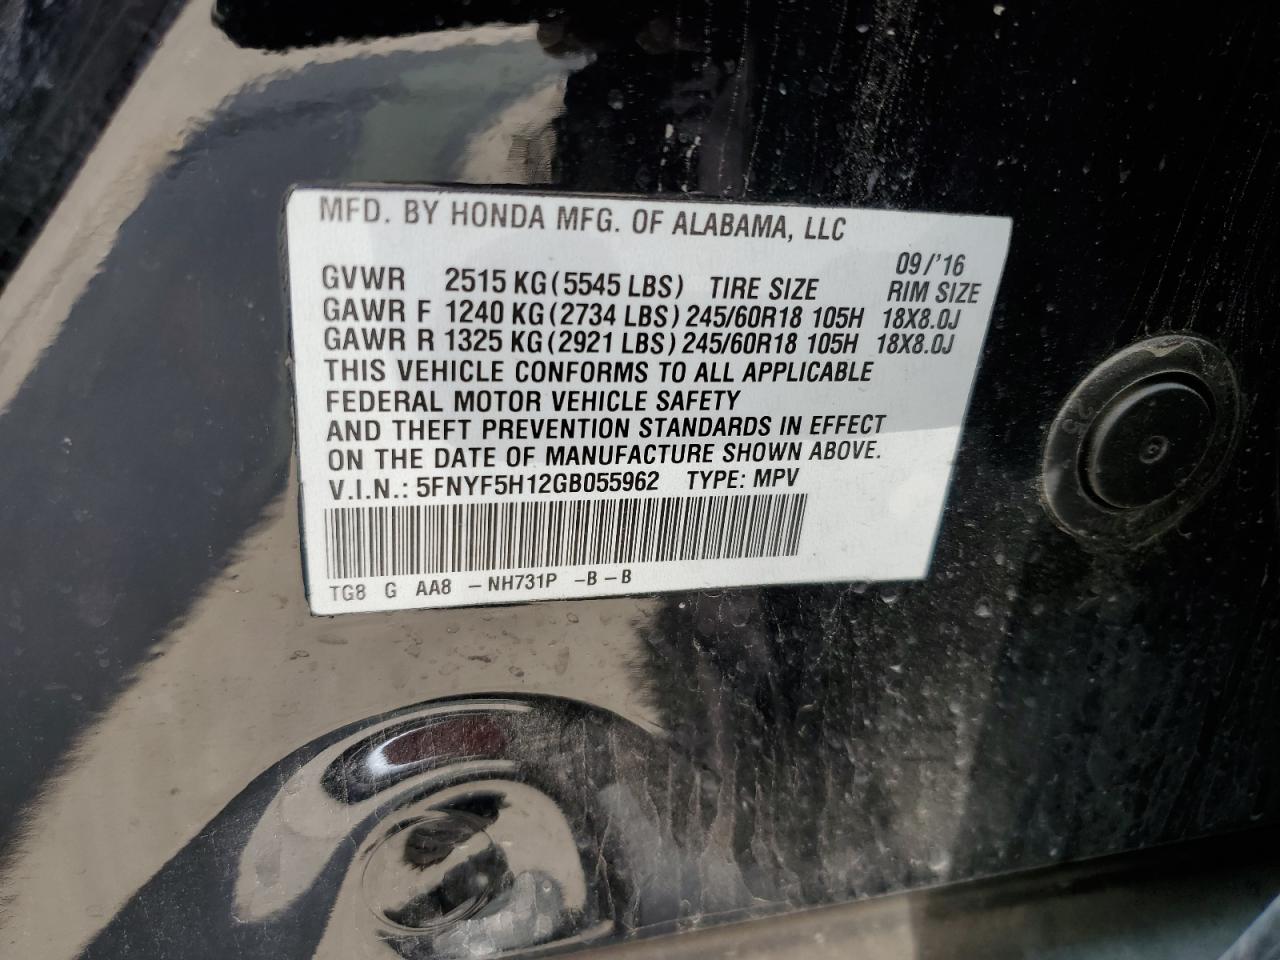 MFD. BY HONDA MFG. OF ALABAMA, LLC
09/'16
GVWR 2515 KG (5545 LBS) TIRE SIZE RIM SIZE
GAWR F 1240 KG (2734 LBS) 245/60R18 105H 18X8.0J
GAWR R 1325 KG (2921 LBS) 245/60R18 105H 18X8.0J
THIS VEHICLE CONFORMS TO ALL APPLICABLE
FEDERAL MOTOR VEHICLE SAFETY
AND THEFT PREVENTION STANDARDS IN EFFECT
ON THE DATE OF MANUFACTURE SHOWN ABOVE.
V.I.N.: 5FNYF5H12GB055962 TYPE: MPV
TG8 G AA8 - NH731P - B - B